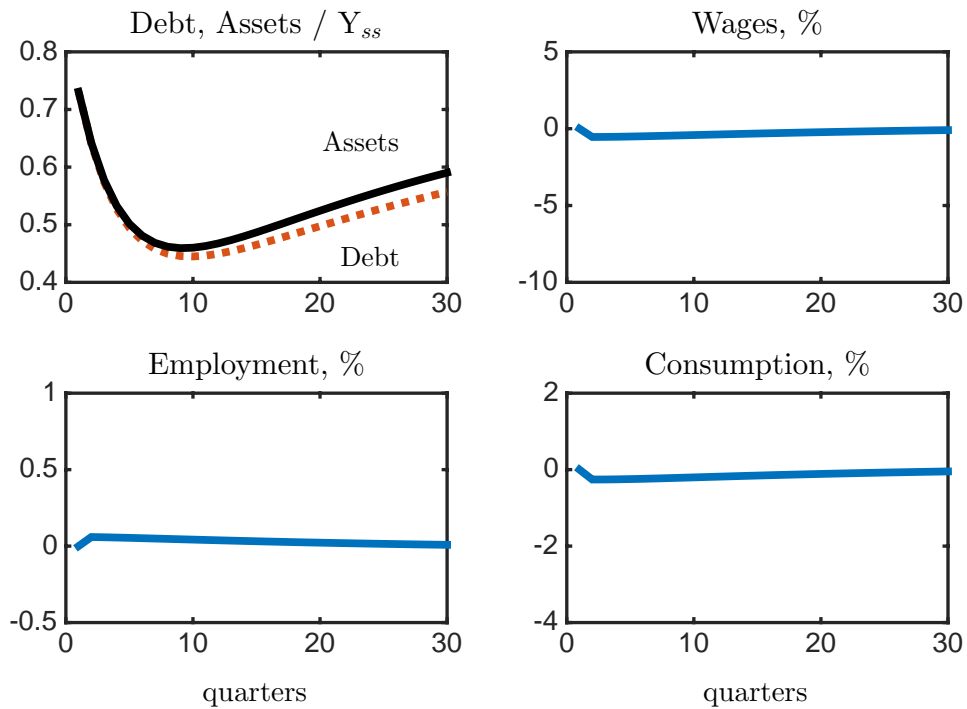 Debt, Assets / Y_ss
0.8
0.7
0.6
0.5
0.4
Assets
Debt
0 10 20 30
Wages, %
5
0
-5
-10
0 10 20 30
Employment, %
1
0.5
0
-0.5
0 10 20 30
quarters
Consumption, %
2
0
-2
-4
0 10 20 30
quarters